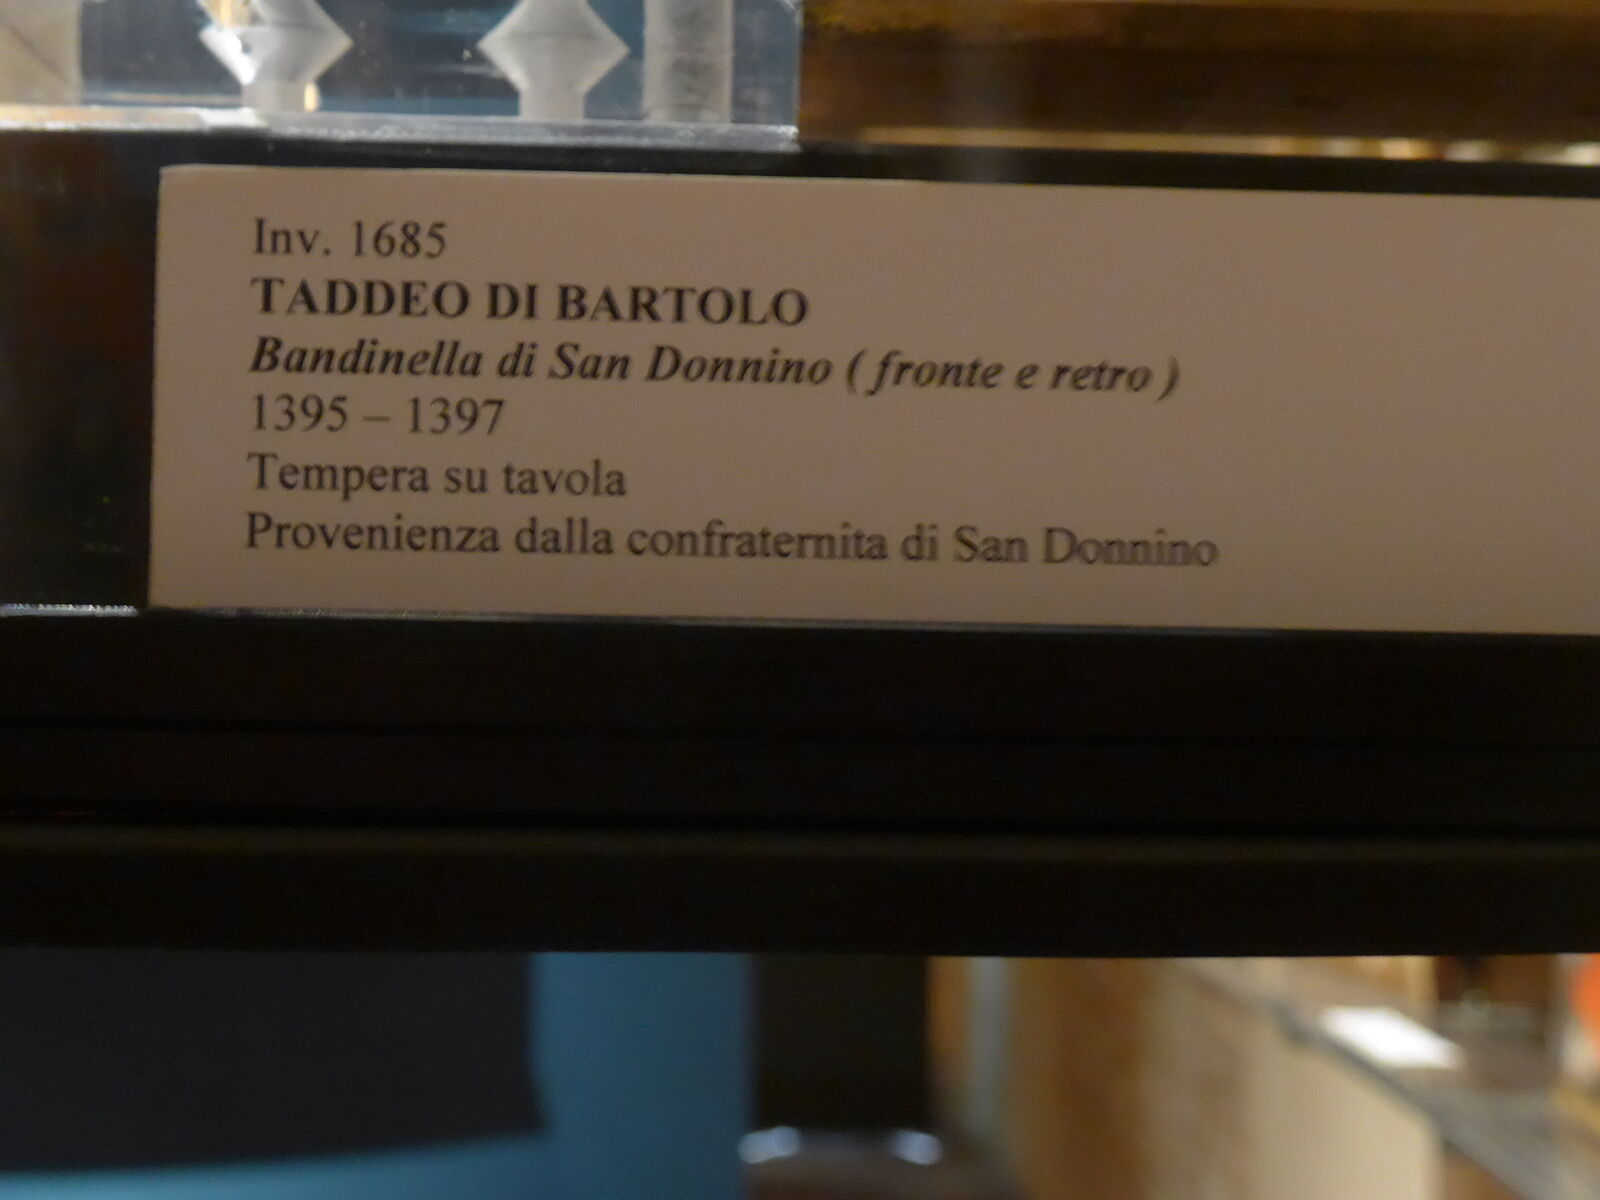 Inv. 1685
TADDEO DI BARTOLO
Bandinella di San Donnino ( fronte e retro )
1395 – 1397
Tempera su tavola
Provenienza dalla confraternita di San Donnino